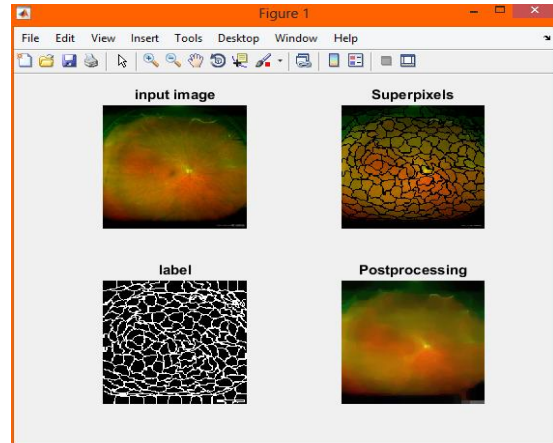 Figure 1
File Edit View Insert Tools Desktop Window Help
input image
Superpixels
label
Postprocessing